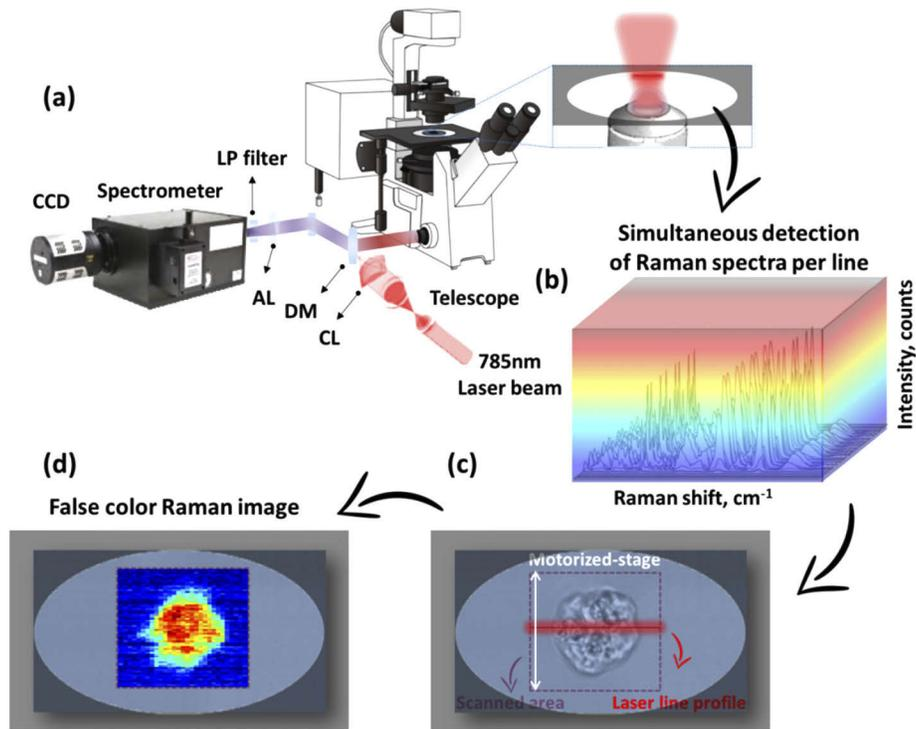 (a)
LP filter
Spectrometer
CCD
AL
DM
CL
Telescope
785nm
Laser beam
Simultaneous detection
of Raman spectra per line
(b)
Intensity, counts
Raman shift, cm⁻¹
(d)
False color Raman image
(c)
Motorized-stage
Scanned area
Laser line profile